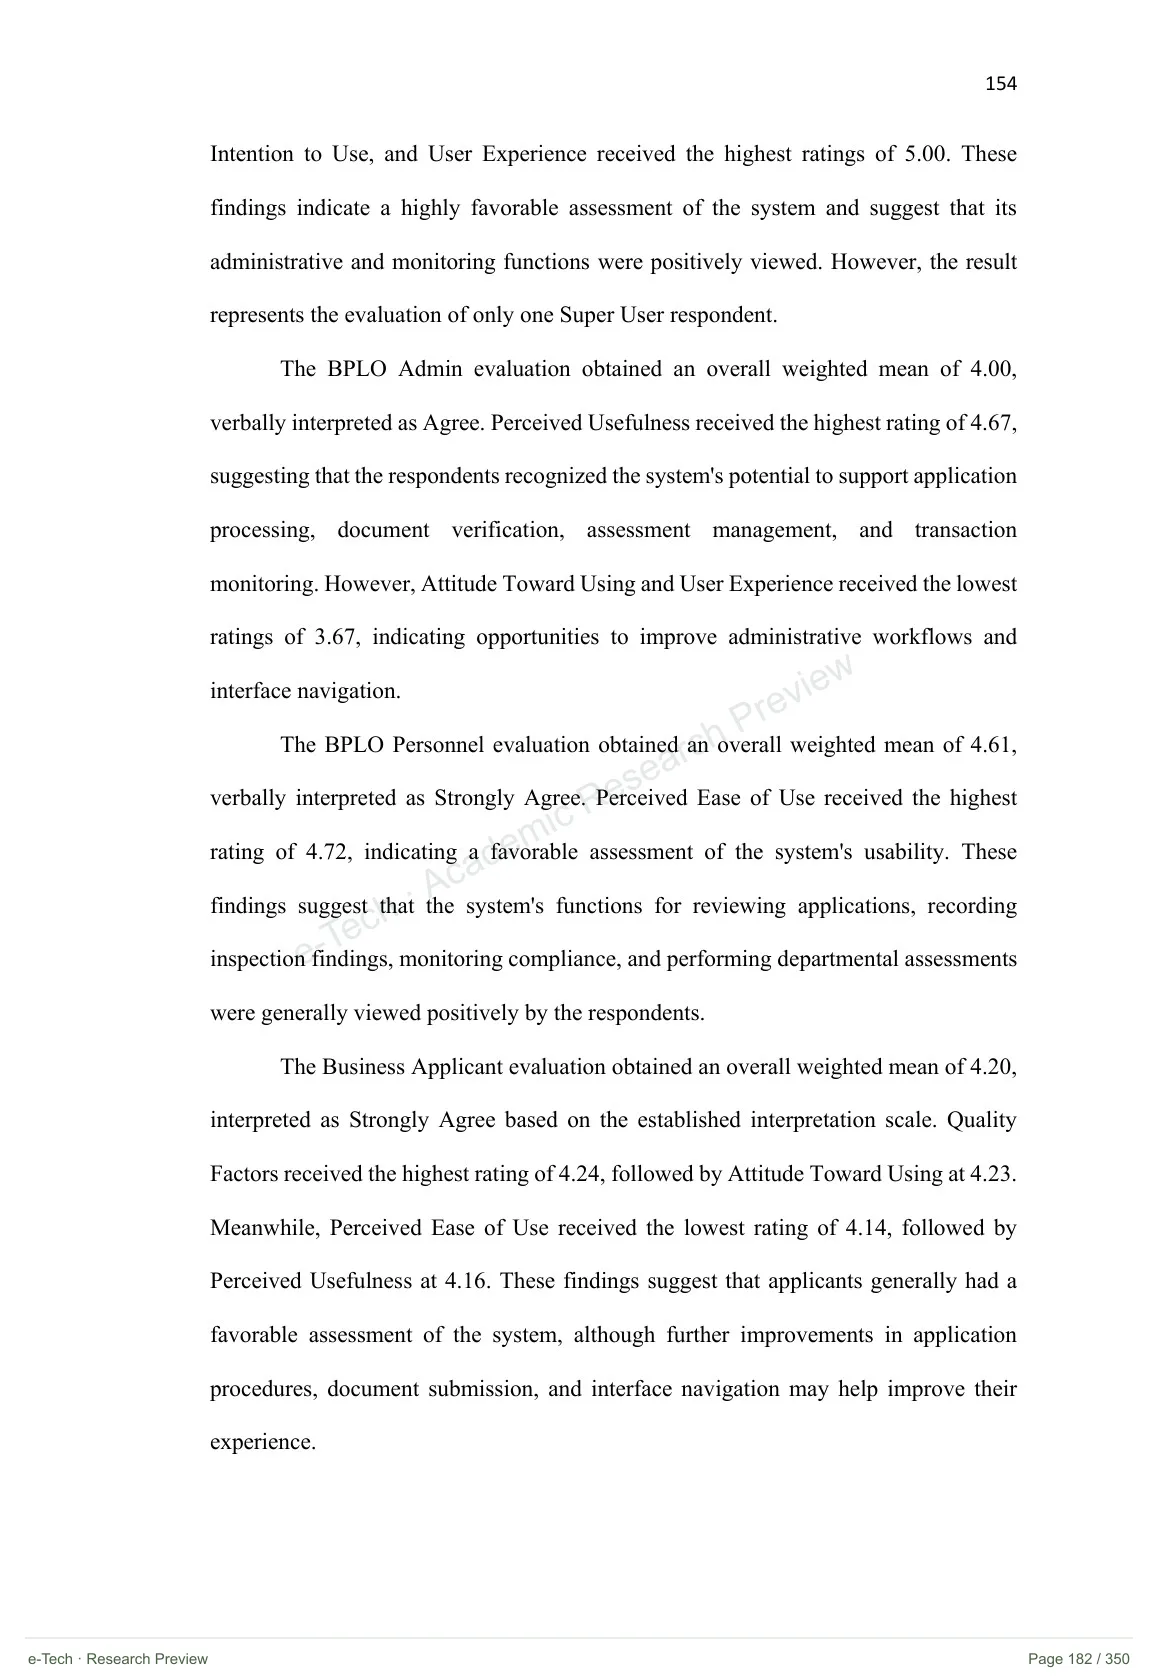 154
Intention to Use, and User Experience received the highest ratings of 5.00. These
findings indicate a highly favorable assessment of the system and suggest that its
administrative and monitoring functions were positively viewed. However, the result
represents the evaluation of only one Super User respondent.
The BPLO Admin evaluation obtained an overall weighted mean of 4.00,
verbally interpreted as Agree. Perceived Usefulness received the highest rating of 4.67,
suggesting that the respondents recognized the system's potential to support application
processing, document verification, assessment management, and transaction
monitoring. However, Attitude Toward Using and User Experience received the lowest
ratings of 3.67, indicating opportunities to improve administrative workflows and
interface navigation.
The BPLO Personnel evaluation obtained an overall weighted mean of 4.61,
verbally interpreted as Strongly Agree. Perceived Ease of Use received the highest
rating of 4.72, indicating a favorable assessment of the system's usability. These
findings suggest that the system's functions for reviewing applications, recording
inspection findings, monitoring compliance, and performing departmental assessments
were generally viewed positively by the respondents.
The Business Applicant evaluation obtained an overall weighted mean of 4.20,
interpreted as Strongly Agree based on the established interpretation scale. Quality
Factors received the highest rating of 4.24, followed by Attitude Toward Using at 4.23.
Meanwhile, Perceived Ease of Use received the lowest rating of 4.14, followed by
Perceived Usefulness at 4.16. These findings suggest that applicants generally had a
favorable assessment of the system, although further improvements in application
procedures, document submission, and interface navigation may help improve their
experience.
e-Tech · Academic Research Preview
e-Tech · Research Preview
Page 182 / 350